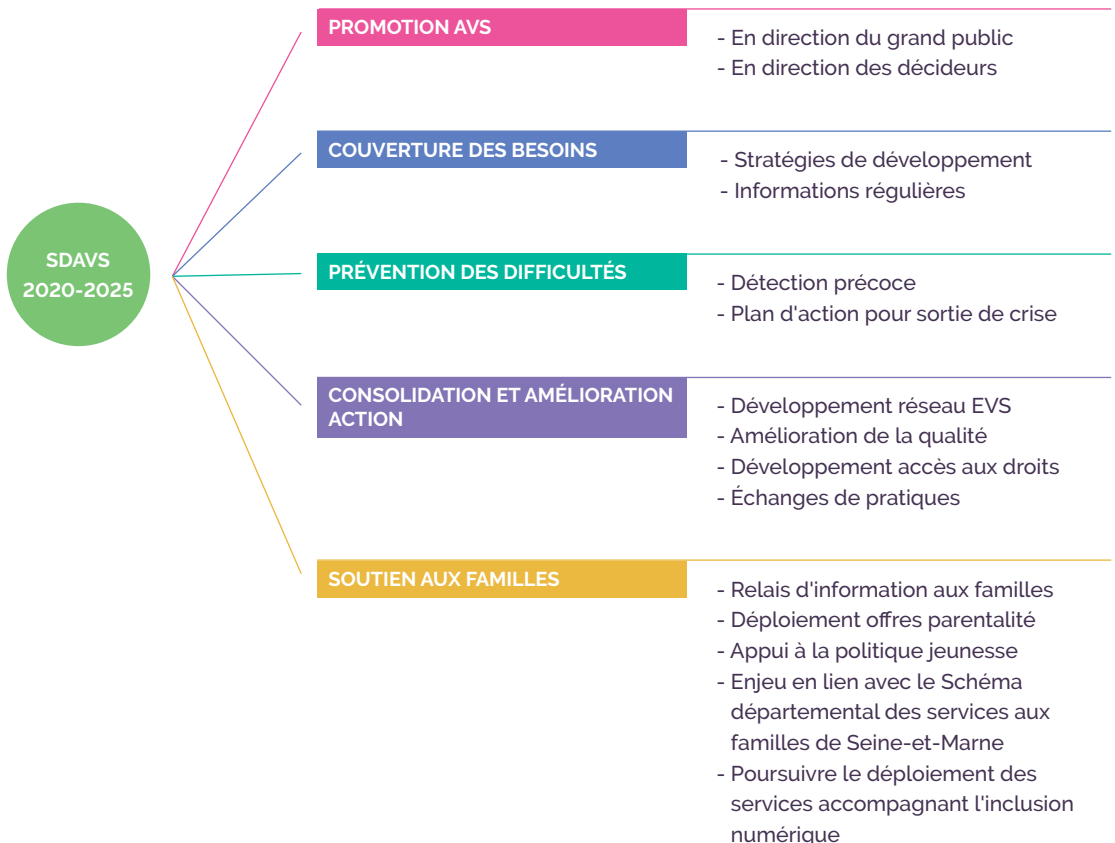 SDAVS
2020-2025
PROMOTION AVS
- En direction du grand public
- En direction des décideurs
COUVERTURE DES BESOINS
- Stratégies de développement
- Informations régulières
PRÉVENTION DES DIFFICULTÉS
- Détection précoce
- Plan d'action pour sortie de crise
CONSOLIDATION ET AMÉLIORATION
ACTION
- Développement réseau EVS
- Amélioration de la qualité
- Développement accès aux droits
- Échanges de pratiques
SOUTIEN AUX FAMILLES
- Relais d'information aux familles
- Déploiement offres parentalité
- Appui à la politique jeunesse
- Enjeu en lien avec le Schéma
départemental des services aux
familles de Seine-et-Marne
- Poursuivre le déploiement des
services accompagnant l'inclusion
numérique